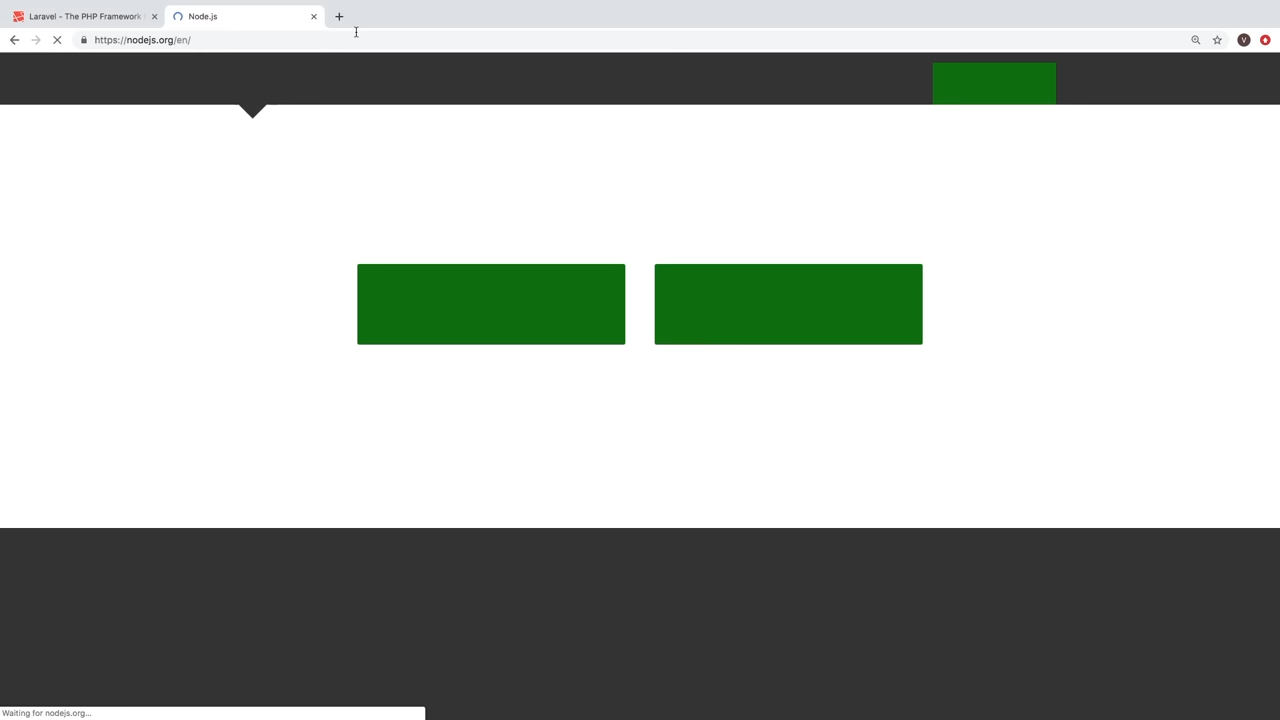 Laravel - The PHP Framework
Node.js
https://nodejs.org/en/
V
Waiting for nodejs.org...